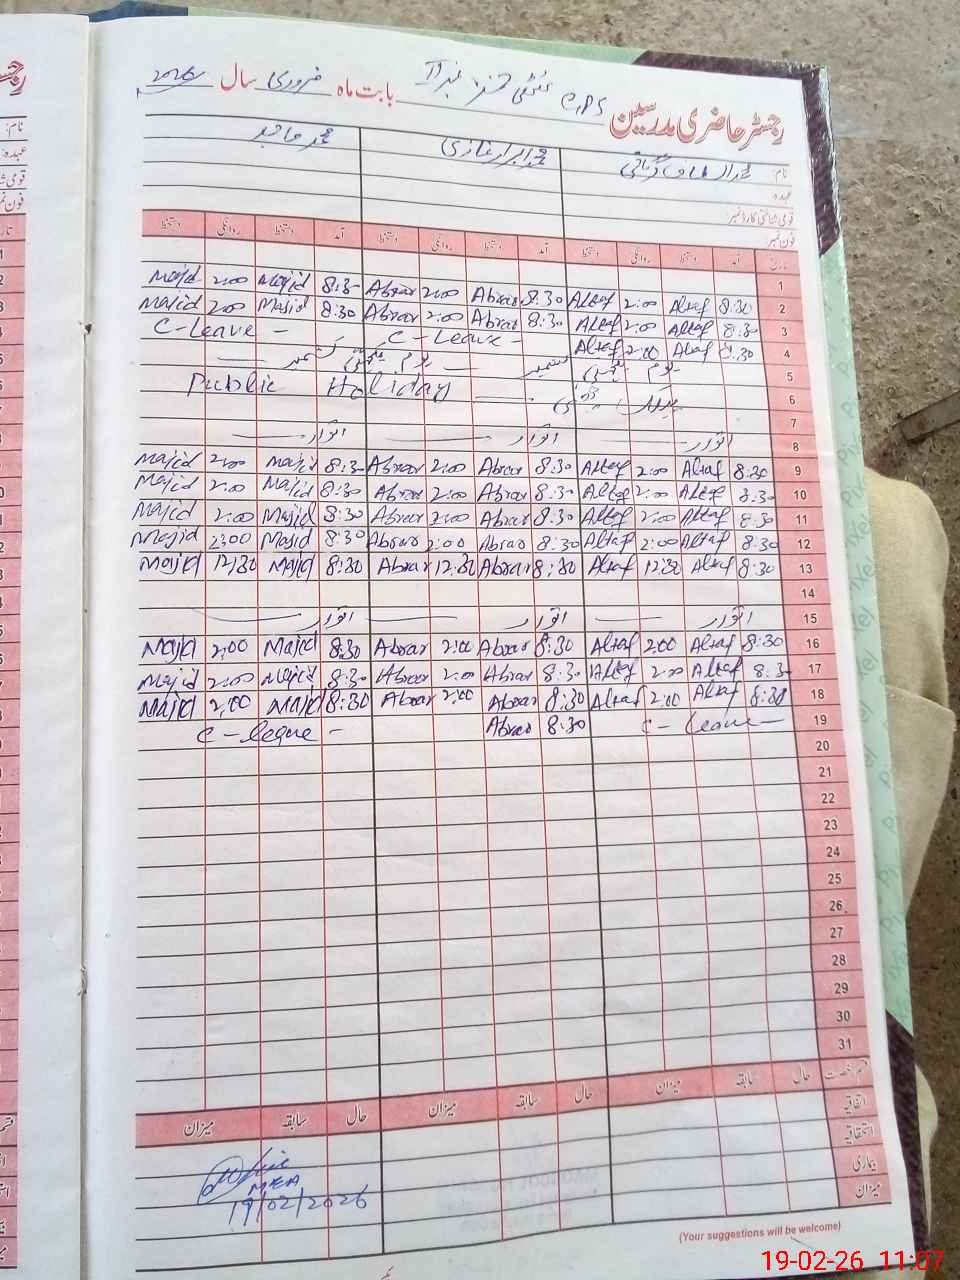 رجسٹر حاضری مدرسین GPS بابت ماہ فروری سال 2026
نام: محمد الطاف محمد ابرار غازی محمد ماجد
عہدہ:
قومی شناختی کارڈ نمبر:
فون نمبر:
تاریخ آمد دستخط روانگی دستخط آمد دستخط روانگی دستخط آمد دستخط روانگی دستخط
1
2 8:30 Altaf 2:00 Altaf 8:30 Abrar 2:00 Abrar 8:30 Majid 2:00 Majid
3 8:30 Altaf 2:00 Altaf 8:30 Abrar 2:00 Abrar 8:30 Majid 2:00 Majid
4 8:30 Altaf 2:00 Altaf C-Leave - C-Leave -
5 یوم یکجہتی کشمیر — یوم یکجہتی کشمیر —
6 پبلک چھٹی — Public Holiday
7
8 اتوار — اتوار — اتوار —
9 8:30 Altaf 2:00 Altaf 8:30 Abrar 2:00 Abrar 8:30 Majid 2:00 Majid
10 8:30 Altaf 2:00 Altaf 8:30 Abrar 2:00 Abrar 8:30 Majid 2:00 Majid
11 8:30 Altaf 2:00 Altaf 8:30 Abrar 2:00 Abrar 8:30 Majid 2:00 Majid
12 8:30 Altaf 2:00 Altaf 8:30 Abrar 2:00 Abrar 8:30 Majid 2:00 Majid
13 8:30 Altaf 12:30 Altaf 8:30 Abrar 12:30 Abrar 8:30 Majid 12:30 Majid
14
15 اتوار — اتوار — اتوار —
16 8:30 Altaf 2:00 Altaf 8:30 Abrar 2:00 Abrar 8:30 Majid 2:00 Majid
17 8:30 Altaf 2:00 Altaf 8:30 Abrar 2:00 Abrar 8:30 Majid 2:00 Majid
18 8:30 Altaf 2:00 Altaf 8:30 Abrar 2:00 Abrar 8:30 Majid 2:00 Majid
19 C-Leave - 8:30 Abrar C-Leave -
20
21
22
23
24
25
26
27
28
29
30
31
قسم رخصت حال سابقہ میزان حال سابقہ میزان حال سابقہ میزان
اتفاقیہ
استحقاقیہ
بیماری
میزان
MEA
19/02/2026
(Your suggestions will be welcome)
19-02-26 11:07